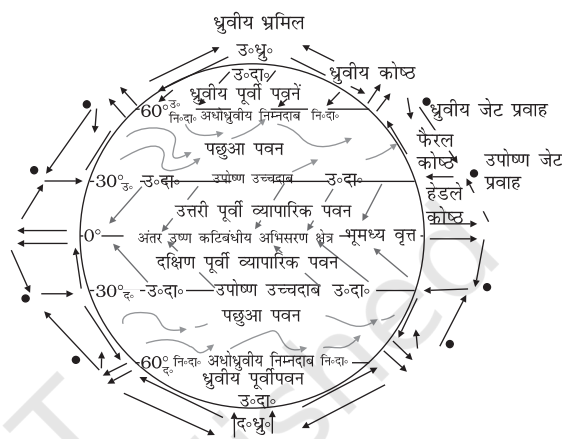 ध्रुवीय भ्रमिल
उ॰ध्रु॰
उ॰दा॰
ध्रुवीय कोष्ठ
ध्रुवीय पूर्वी पवनें
60° उ॰
नि॰दा॰ अधोध्रुवीय निम्नदाब नि॰दा॰
ध्रुवीय जेट प्रवाह
पछुआ पवन
फैरल
कोष्ठ
उपोष्ण जेट
प्रवाह
30° उ॰ उ॰दा॰ उपोष्ण उच्चदाब उ॰दा॰
हेडले
कोष्ठ
उत्तरी पूर्वी व्यापारिक पवन
0° अंतर उष्ण कटिबंधीय अभिसरण क्षेत्र भूमध्य वृत्त
दक्षिण पूर्वी व्यापारिक पवन
30° द॰ उ॰दा॰ उपोष्ण उच्चदाब उ॰दा॰
पछुआ पवन
60° द॰ नि॰दा॰ अधोध्रुवीय निम्नदाब नि॰दा॰
ध्रुवीय पूर्वीपवन
उ॰दा॰
द॰ध्रु॰